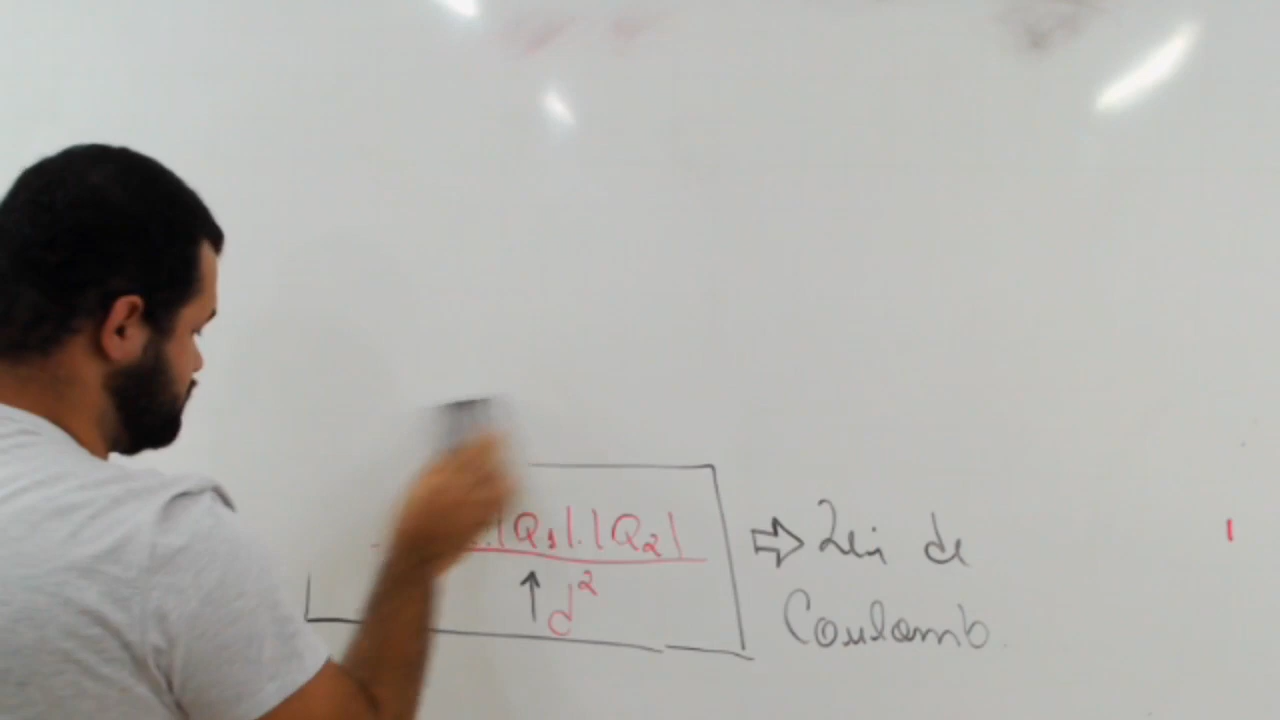 .|Q₁|.|Q₂|
↑d²
⇨ Lei de
Coulomb